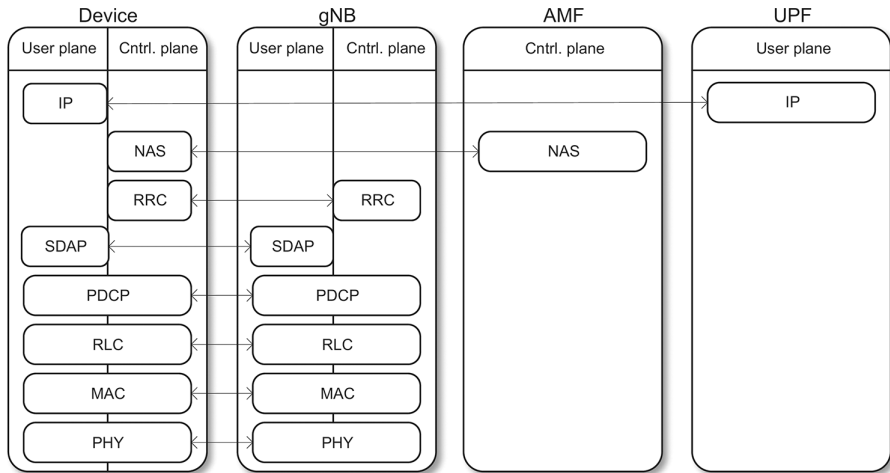 Device gNB AMF UPF
User plane Cntrl. plane User plane Cntrl. plane Cntrl. plane User plane
IP IP
NAS NAS
RRC RRC
SDAP SDAP
PDCP PDCP
RLC RLC
MAC MAC
PHY PHY